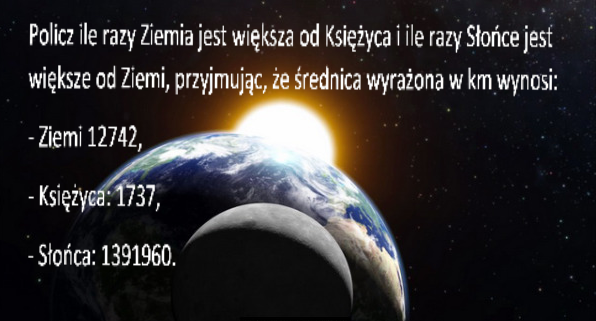 Policz ile razy Ziemia jest większa od Księżyca i ile razy Słońce jest
większe od Ziemi, przyjmując, że średnica wyrażona w km wynosi:
- Ziemi 12742,
- Księżyca: 1737,
- Słońca: 1391960.